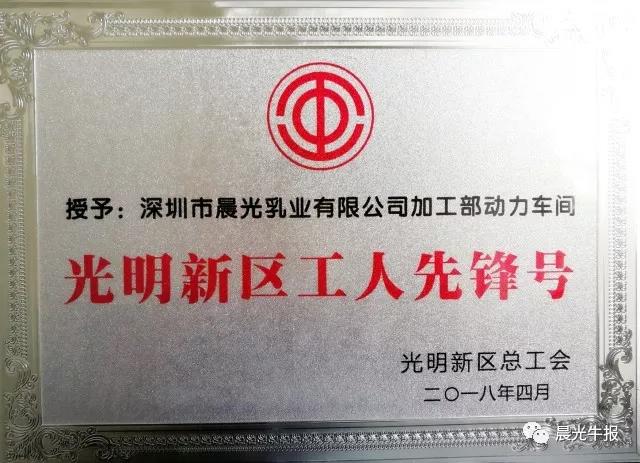 授予：深圳市晨光乳业有限公司加工部动力车间
光明新区工人先锋号
光明新区总工会
二〇一八年四月
晨光牛报